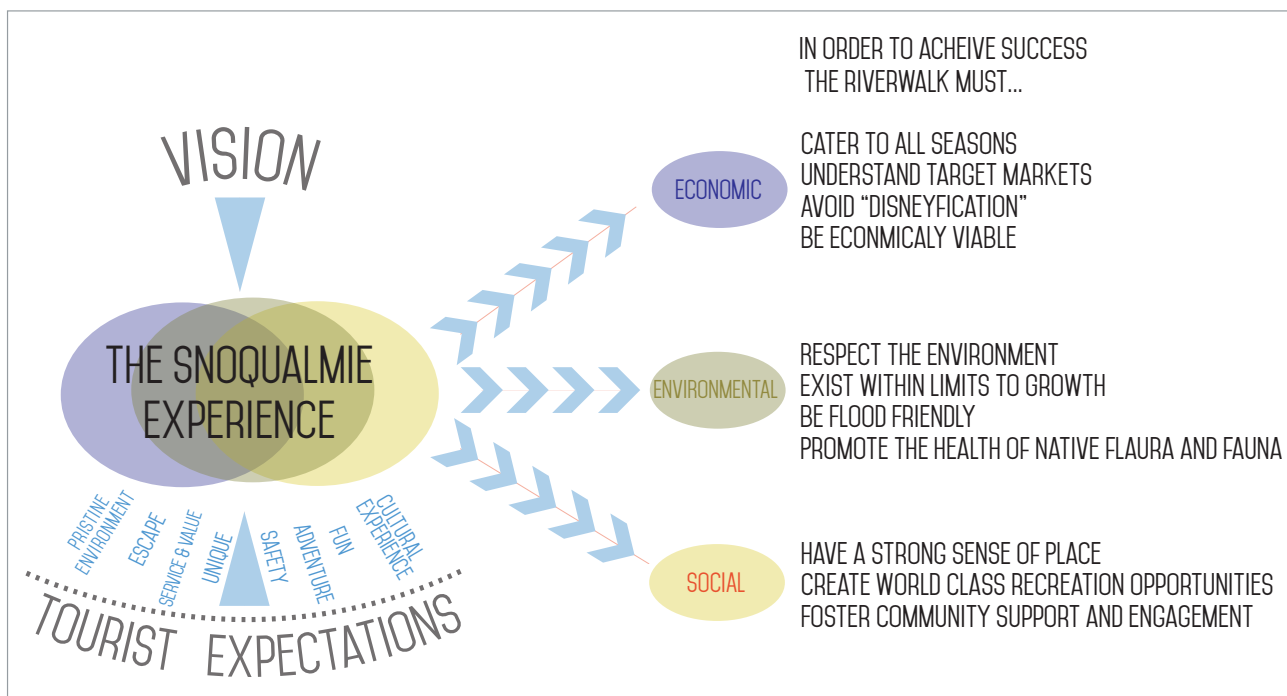 IN ORDER TO ACHEIVE SUCCESS
THE RIVERWALK MUST...
VISION
THE SNOQUALMIE
EXPERIENCE
PRISTINE
ENVIRONMENT
ESCAPE
SERVICE & VALUE
UNIQUE
SAFETY
ADVENTURE
FUN
CULTURAL
EXPERIENCE
TOURIST EXPECTATIONS
ECONOMIC
CATER TO ALL SEASONS
UNDERSTAND TARGET MARKETS
AVOID “DISNEYFICATION”
BE ECONMICALY VIABLE
ENVIRONMENTAL
RESPECT THE ENVIRONMENT
EXIST WITHIN LIMITS TO GROWTH
BE FLOOD FRIENDLY
PROMOTE THE HEALTH OF NATIVE FLAURA AND FAUNA
SOCIAL
HAVE A STRONG SENSE OF PLACE
CREATE WORLD CLASS RECREATION OPPORTUNITIES
FOSTER COMMUNITY SUPPORT AND ENGAGEMENT